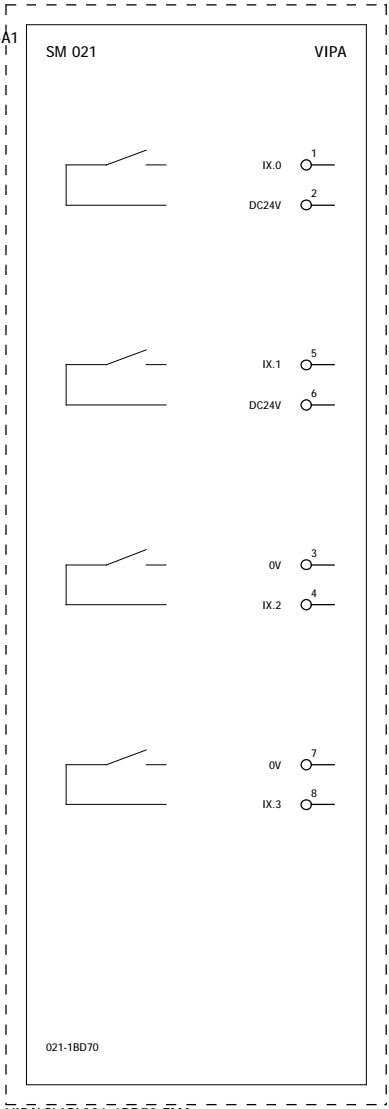 A1
SM 021 VIPA
1
IX.0
2
DC24V
5
IX.1
6
DC24V
3
0V
4
IX.2
7
0V
8
IX.3
021-1BD70